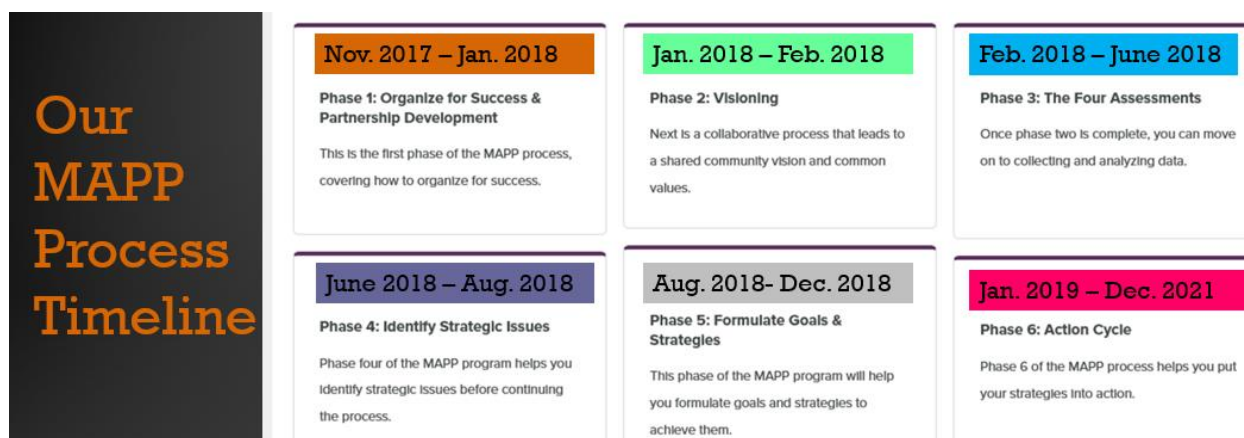 Our
MAPP
Process
Timeline
Nov. 2017 – Jan. 2018
Phase 1: Organize for Success &
Partnership Development
This is the first phase of the MAPP process,
covering how to organize for success.
Jan. 2018 – Feb. 2018
Phase 2: Visioning
Next is a collaborative process that leads to
a shared community vision and common
values.
Feb. 2018 – June 2018
Phase 3: The Four Assessments
Once phase two is complete, you can move
on to collecting and analyzing data.
June 2018 – Aug. 2018
Phase 4: Identify Strategic Issues
Phase four of the MAPP program helps you
identify strategic issues before continuing
the process.
Aug. 2018- Dec. 2018
Phase 5: Formulate Goals &
Strategies
This phase of the MAPP program will help
you formulate goals and strategies to
achieve them.
Jan. 2019 – Dec. 2021
Phase 6: Action Cycle
Phase 6 of the MAPP process helps you put
your strategies into action.